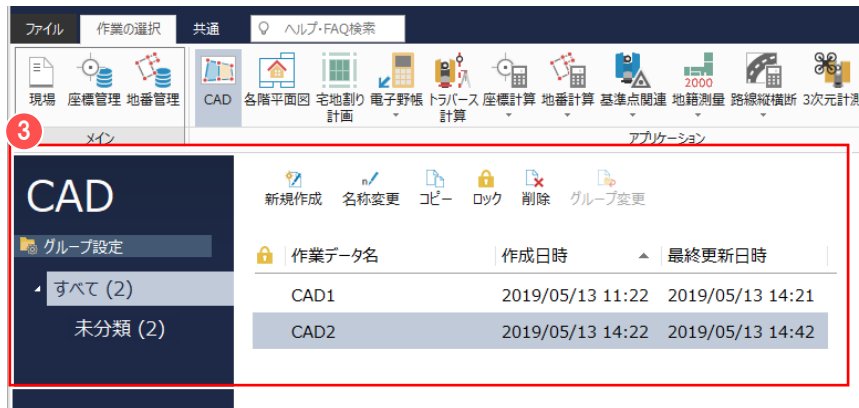 ファイル 作業の選択 共通 ヘルプ・FAQ検索
2000
現場 座標管理 地番管理 CAD 各階平面図 宅地割り計画 電子野帳 トラバース計算 座標計算 地番計算 基準点関連 地籍測量 路線縦横断 3次元計測
メイン アプリケーション
3
CAD
新規作成 名称変更 コピー ロック 削除 グループ変更
グループ設定
作業データ名 作成日時 最終更新日時
すべて (2)
CAD1 2019/05/13 11:22 2019/05/13 14:21
未分類 (2)
CAD2 2019/05/13 14:22 2019/05/13 14:42